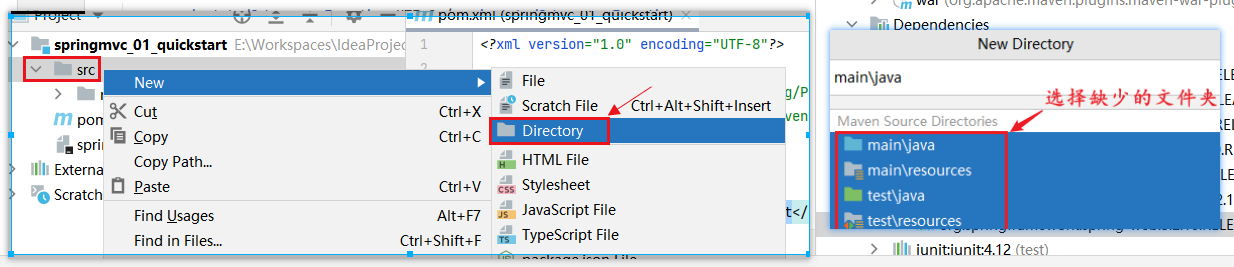 Project
pom.xml (springmvc_01_quickstart)
springmvc_01_quickstart E:\Workspaces\IdeaProjec
src
pom
spri
Externa
Scratch
New
Cut Ctrl+X
Copy Ctrl+C
Copy Path...
Paste Ctrl+V
Find Usages Alt+F7
Find in Files... Ctrl+Shift+F
1 <?xml version="1.0" encoding="UTF-8"?>
2
File
Scratch File Ctrl+Alt+Shift+Insert
Directory
HTML File
Stylesheet
JavaScript File
TypeScript File
package.json File
war (org.apache.maven.plugins:maven-war-plug
Dependencies
New Directory
main\java
选择缺少的文件夹
Maven Source Directories
main\java
main\resources
test\java
test\resources
junit:junit:4.12 (test)